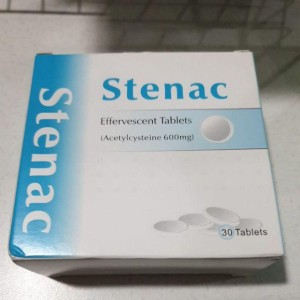 Stenac
Stenac
Effervescent Tablets
(Acetylcysteine 600mg)
30 Tablets